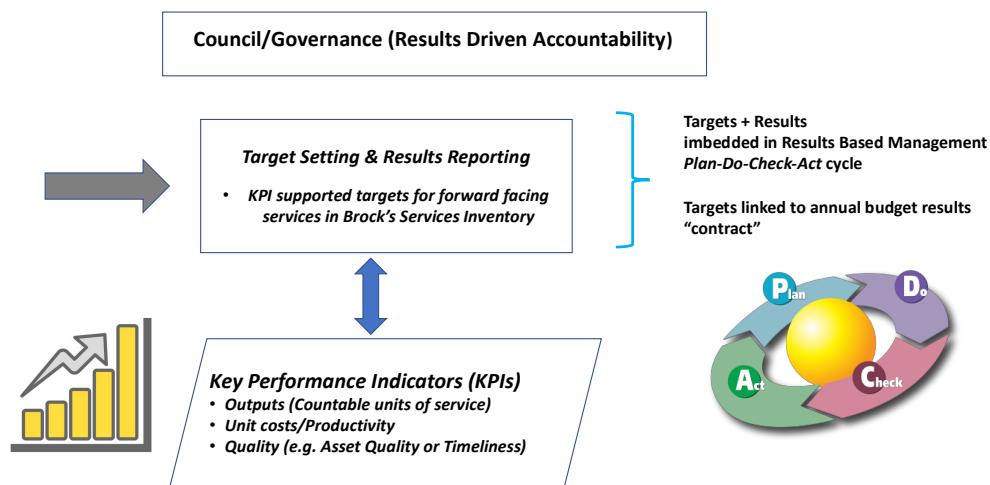 Council/Governance (Results Driven Accountability)
Target Setting & Results Reporting
• KPI supported targets for forward facing
services in Brock's Services Inventory
Targets + Results
imbedded in Results Based Management
Plan-Do-Check-Act cycle
Targets linked to annual budget results
“contract”
Key Performance Indicators (KPIs)
• Outputs (Countable units of service)
• Unit costs/Productivity
• Quality (e.g. Asset Quality or Timeliness)
Plan
Do
Check
Act